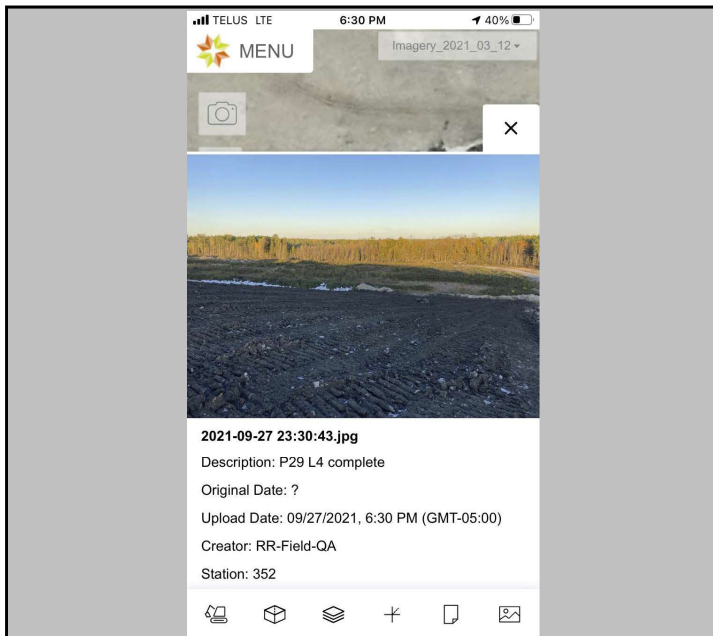 TELUS LTE 6:30 PM 40%
MENU
Imagery_2021_03_12
2021-09-27 23:30:43.jpg
Description: P29 L4 complete
Original Date: ?
Upload Date: 09/27/2021, 6:30 PM (GMT-05:00)
Creator: RR-Field-QA
Station: 352